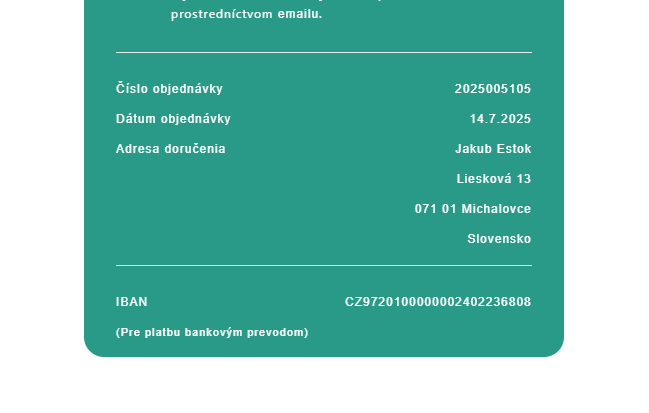 prostredníctvom emailu.
Číslo objednávky 2025005105
Dátum objednávky 14.7.2025
Adresa doručenia Jakub Estok
Liesková 13
071 01 Michalovce
Slovensko
IBAN CZ9720100000002402236808
(Pre platbu bankovým prevodom)